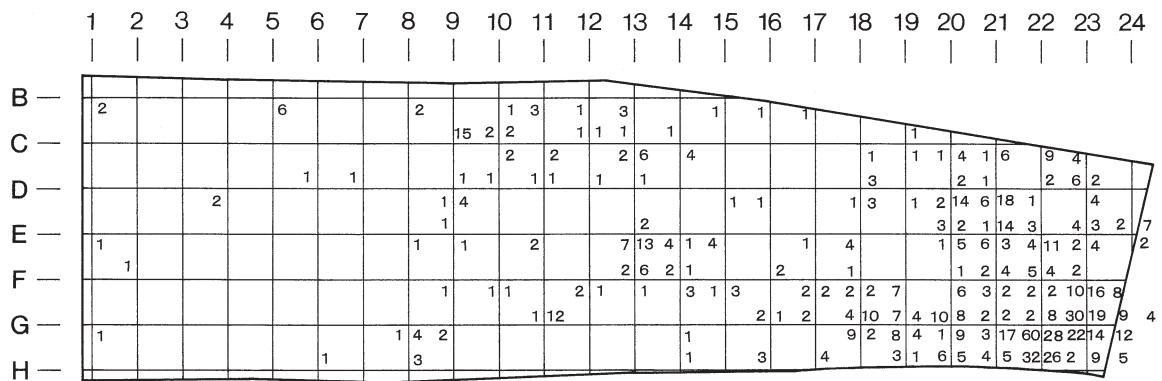 1 2 3 4 5 6 7 8 9 10 11 12 13 14 15 16 17 18 19 20 21 22 23 24
B
2 6 2 1 3 1 3 1 1 1
15 2 2 1 1 1 1 1
C
2 2 2 6 4 1 1 1 4 1 6 9 4
1 1 1 1 1 1 1 1 3 2 1 2 6 2
D
2 1 4 1 1 1 3 1 2 14 6 18 1 4
1 2 3 2 1 14 3 4 3 2 7
E
1 1 1 2 7 13 4 1 4 1 4 1 5 6 3 4 11 2 4 2
1 2 6 2 1 2 1 1 2 4 5 4 2
F
1 1 1 2 1 1 3 1 3 2 2 2 2 7 6 3 2 2 2 10 16 8
1 12 2 1 2 4 10 7 4 10 8 2 2 2 8 30 19 9 4
G
1 1 4 2 1 9 2 8 4 1 9 3 17 60 28 22 14 12
1 3 1 3 4 3 1 6 5 4 5 32 26 2 9 5
H